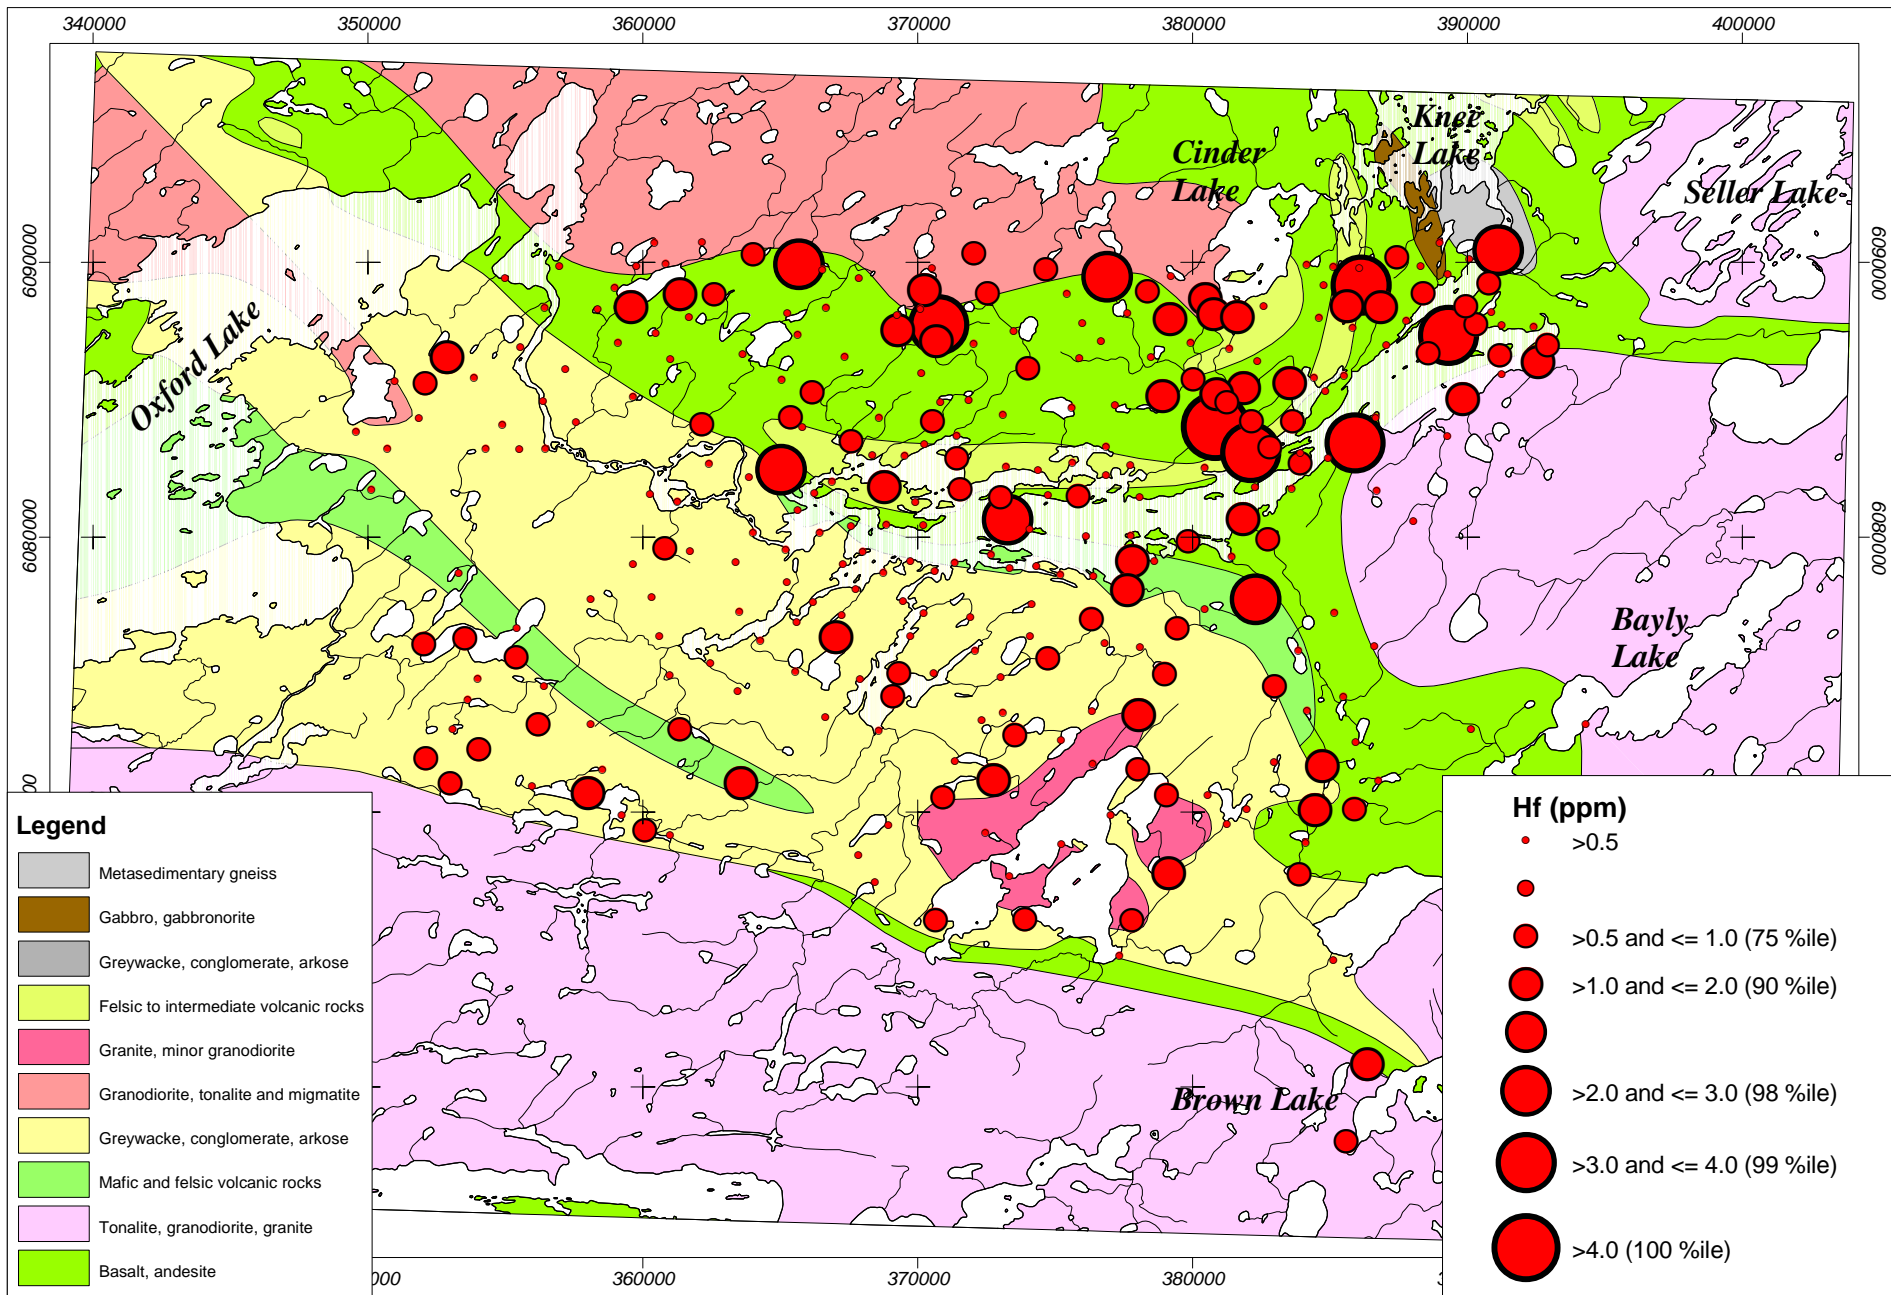 340000 350000 360000 370000 380000 390000 400000
Knee
Lake
Cinder
Lake
Seller Lake
6090000
6090000
Oxford Lake
6080000
6080000
Bayly
Lake
Brown Lake
Legend
Metasedimentary gneiss
Gabbro, gabbronorite
Greywacke, conglomerate, arkose
Felsic to intermediate volcanic rocks
Granite, minor granodiorite
Granodiorite, tonalite and migmatite
Greywacke, conglomerate, arkose
Mafic and felsic volcanic rocks
Tonalite, granodiorite, granite
Basalt, andesite
Hf (ppm)
>0.5
>0.5 and <= 1.0 (75 %ile)
>1.0 and <= 2.0 (90 %ile)
>2.0 and <= 3.0 (98 %ile)
>3.0 and <= 4.0 (99 %ile)
>4.0 (100 %ile)
360000 370000 380000